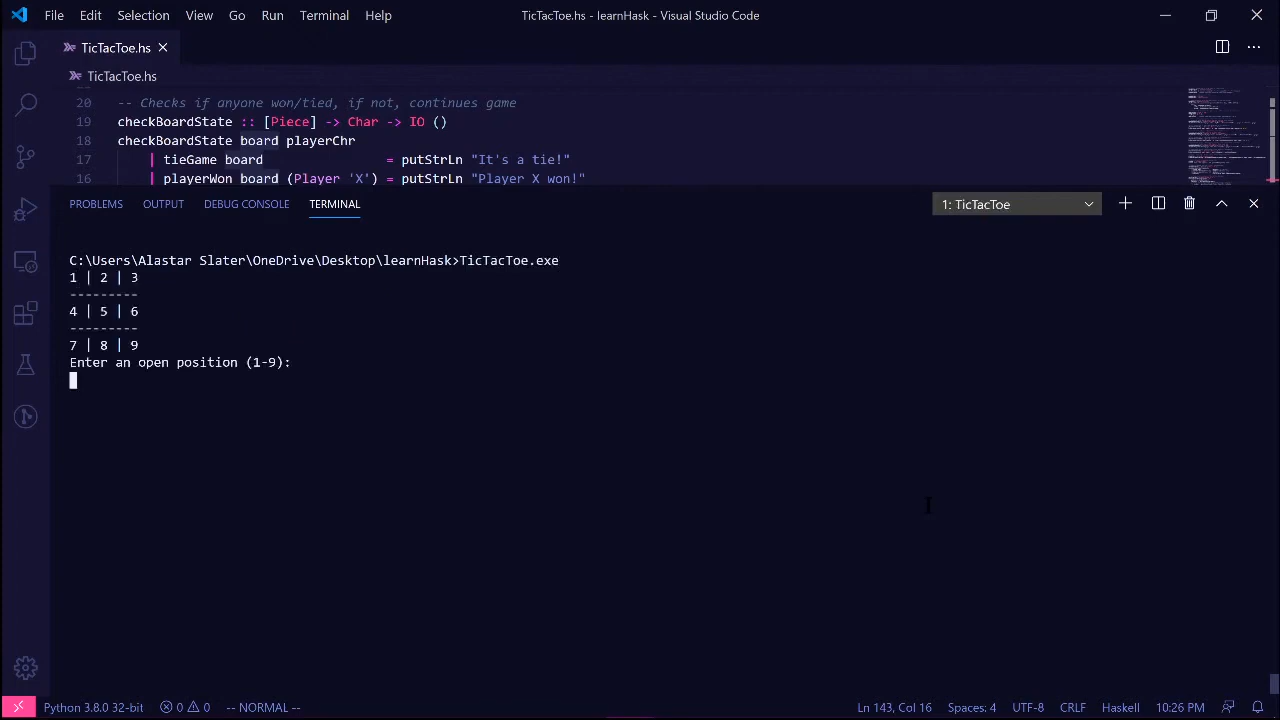 File Edit Selection View Go Run Terminal Help TicTacToe.hs - learnHask - Visual Studio Code
TicTacToe.hs
TicTacToe.hs
20 -- Checks if anyone won/tied, if not, continues game
19 checkBoardState :: [Piece] -> Char -> IO ()
18 checkBoardState board playerChr
17 | tieGame board = putStrLn "It's a tie!"
16 | playerWon board (Player 'X') = putStrLn "Player X won!"
PROBLEMS OUTPUT DEBUG CONSOLE TERMINAL 1: TicTacToe
C:\Users\Alastar Slater\OneDrive\Desktop\learnHask>TicTacToe.exe
1 | 2 | 3
---------
4 | 5 | 6
---------
7 | 8 | 9
Enter an open position (1-9):
Python 3.8.0 32-bit 0 0 -- NORMAL -- Ln 143, Col 16 Spaces: 4 UTF-8 CRLF Haskell 10:26 PM